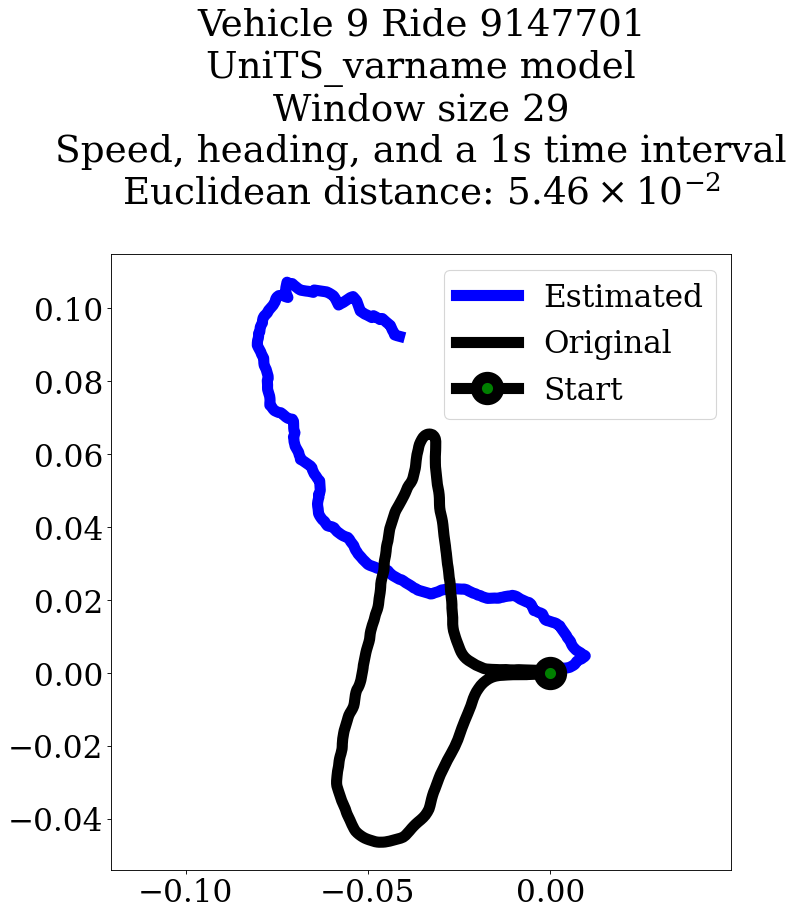 Vehicle 9 Ride 9147701
UniTS_varname model
Window size 29
Speed, heading, and a 1s time interval
Euclidean distance: 5.46 × 10⁻²
Estimated
Original
Start
0.10
0.08
0.06
0.04
0.02
0.00
−0.02
−0.04
−0.10 −0.05 0.00